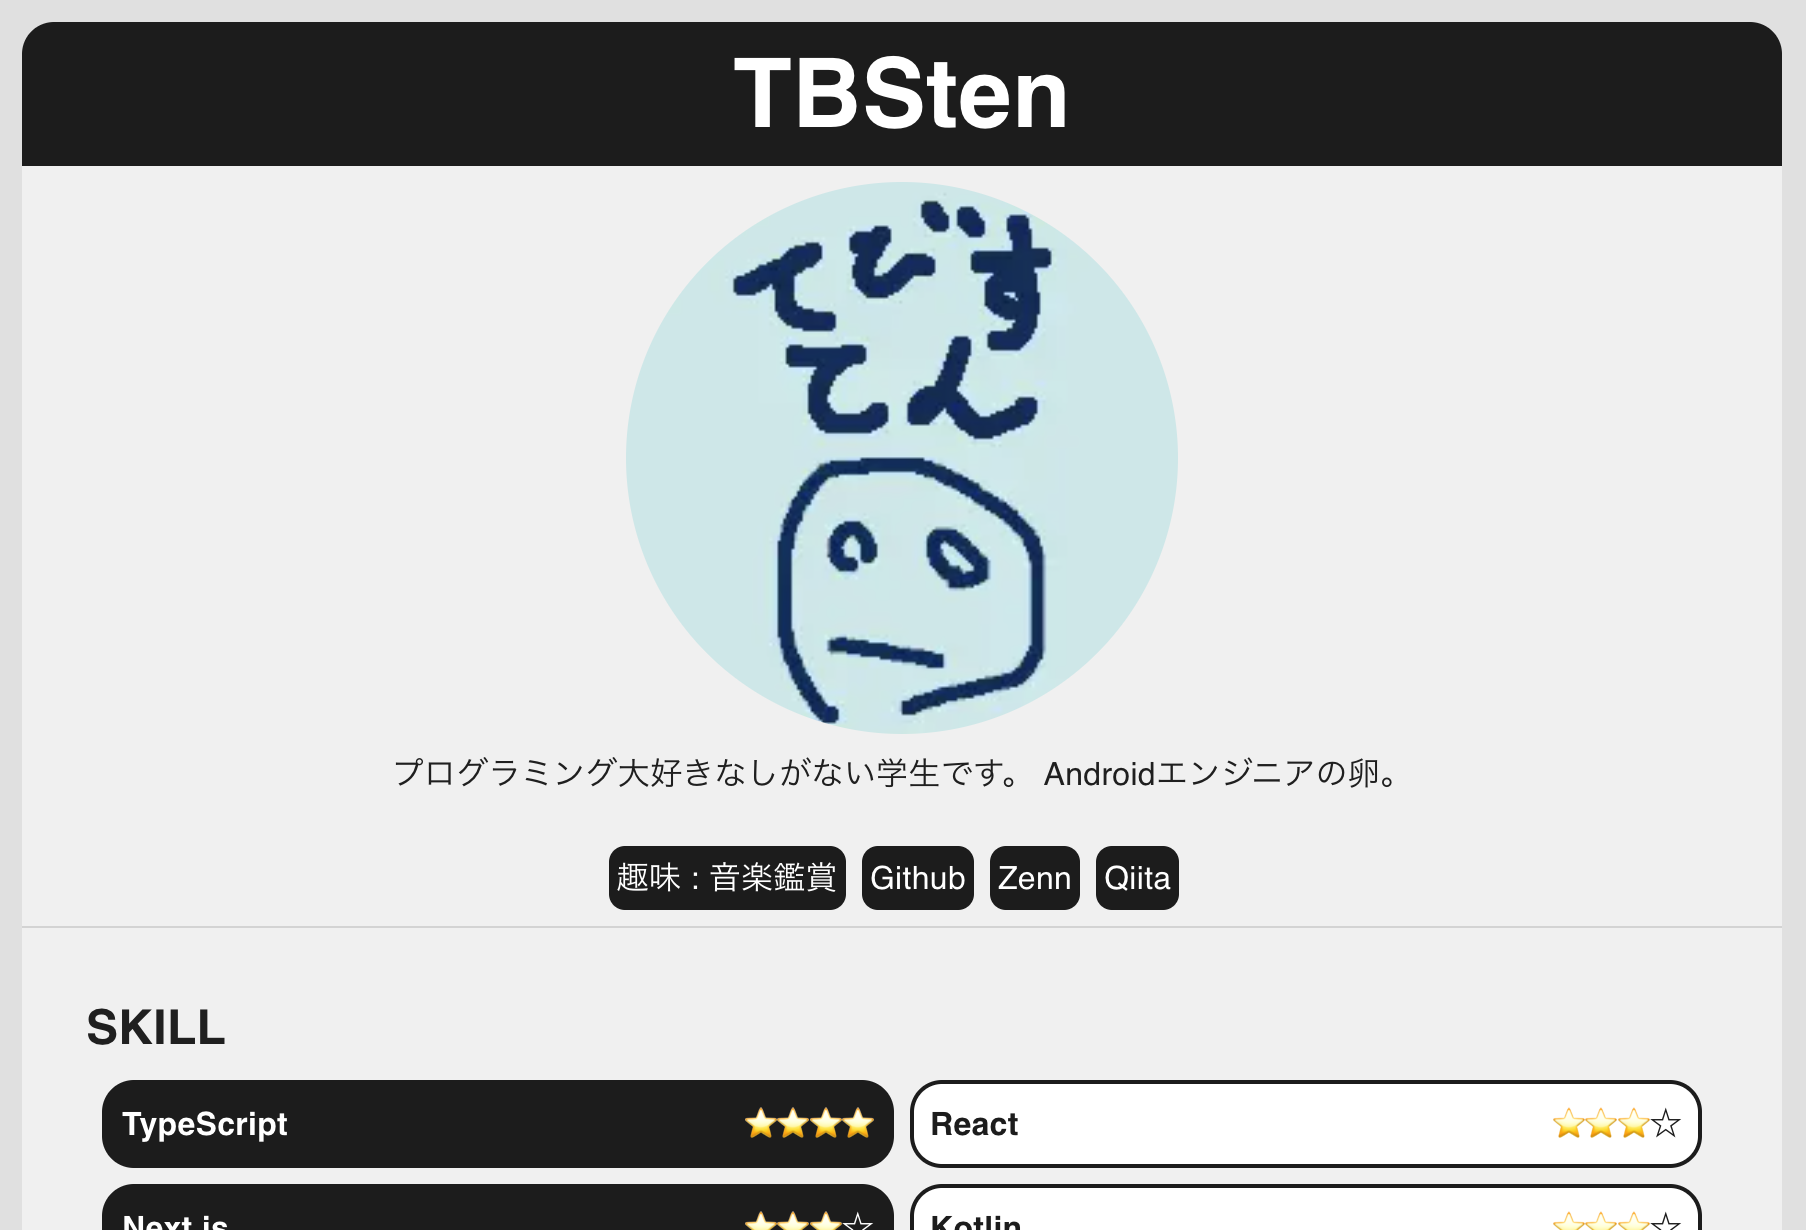 TBSten
てびす
てん
プログラミング大好きなしがない学生です。 Androidエンジニアの卵。
趣味 : 音楽鑑賞 Github Zenn Qiita
SKILL
TypeScript ⭐⭐⭐⭐ React ⭐⭐⭐☆
Next.js ⭐⭐⭐☆ Kotlin ⭐⭐⭐☆